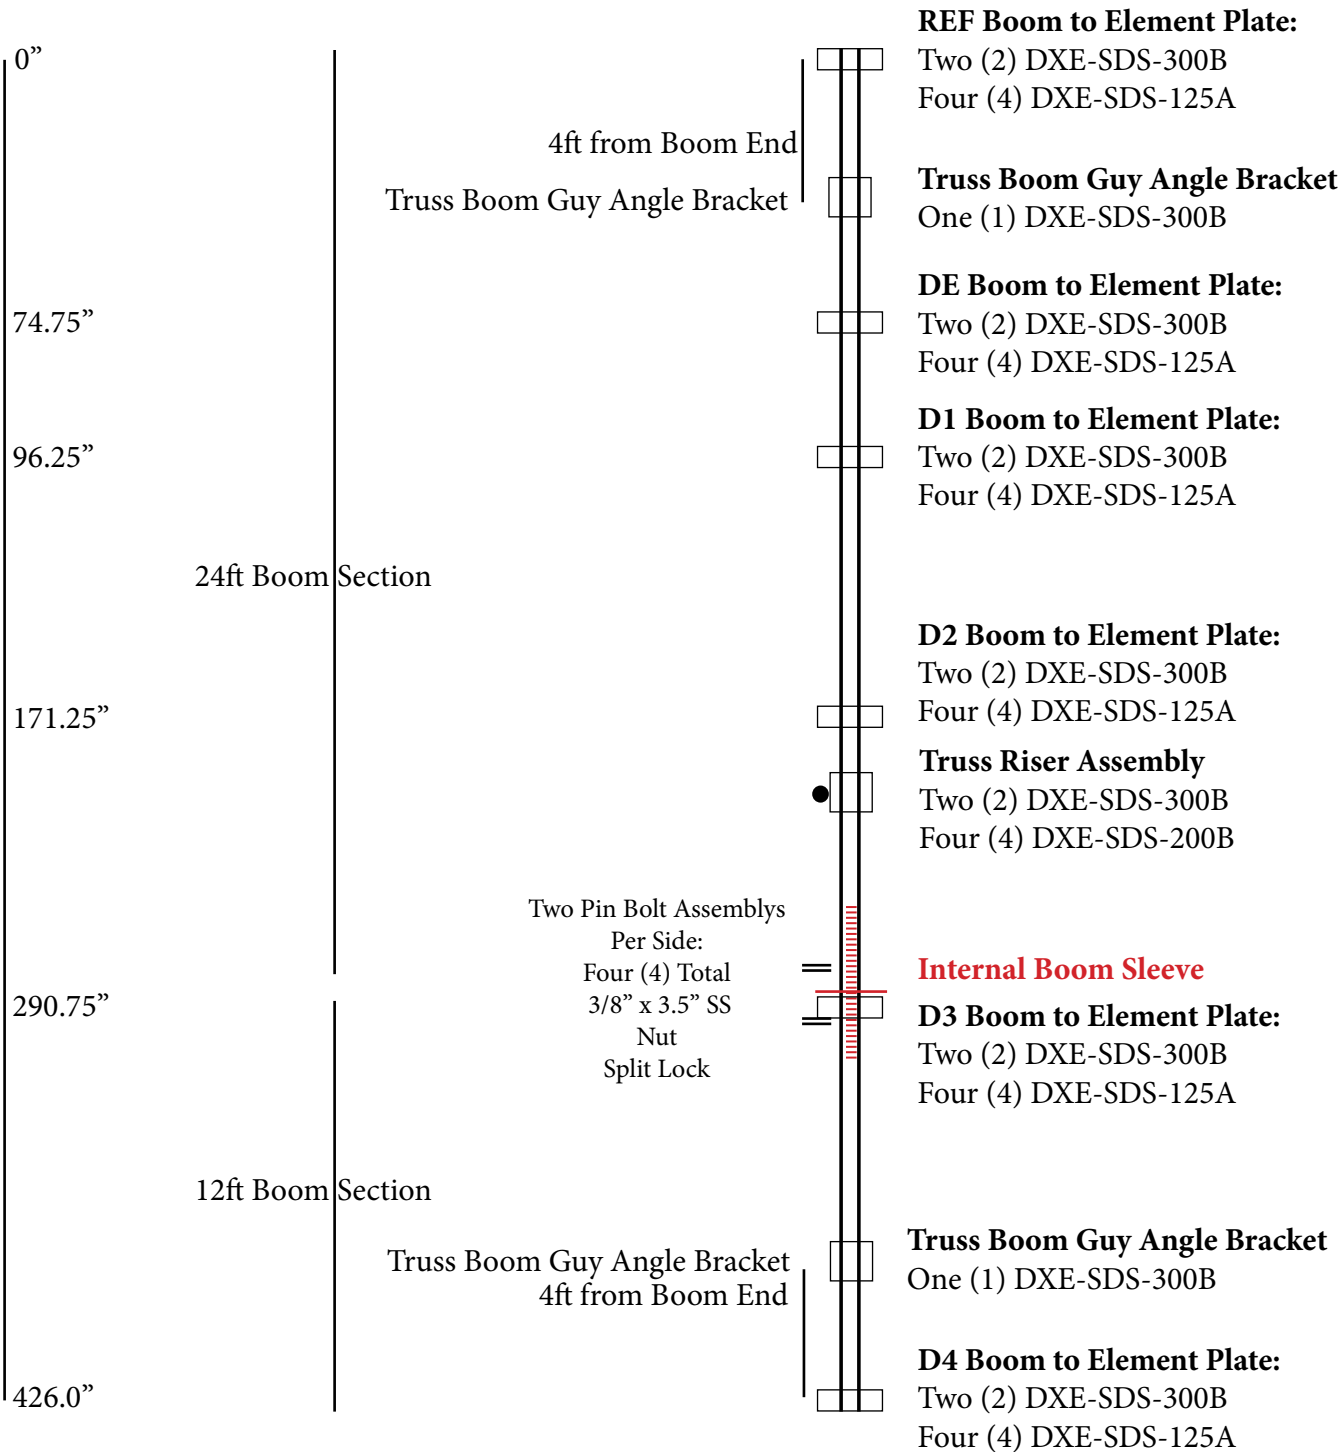 REF Boom to Element Plate:
0”
Two (2) DXE-SDS-300B
Four (4) DXE-SDS-125A
4ft from Boom End
Truss Boom Guy Angle Bracket
Truss Boom Guy Angle Bracket
One (1) DXE-SDS-300B
DE Boom to Element Plate:
74.75”
Two (2) DXE-SDS-300B
Four (4) DXE-SDS-125A
D1 Boom to Element Plate:
96.25”
Two (2) DXE-SDS-300B
Four (4) DXE-SDS-125A
24ft Boom Section
D2 Boom to Element Plate:
Two (2) DXE-SDS-300B
171.25”
Four (4) DXE-SDS-125A
Truss Riser Assembly
Two (2) DXE-SDS-300B
Four (4) DXE-SDS-200B
Two Pin Bolt Assemblys
Per Side:
Four (4) Total
3/8” x 3.5” SS
Nut
Split Lock
Internal Boom Sleeve
290.75”
D3 Boom to Element Plate:
Two (2) DXE-SDS-300B
Four (4) DXE-SDS-125A
12ft Boom Section
Truss Boom Guy Angle Bracket
4ft from Boom End
Truss Boom Guy Angle Bracket
One (1) DXE-SDS-300B
D4 Boom to Element Plate:
426.0”
Two (2) DXE-SDS-300B
Four (4) DXE-SDS-125A